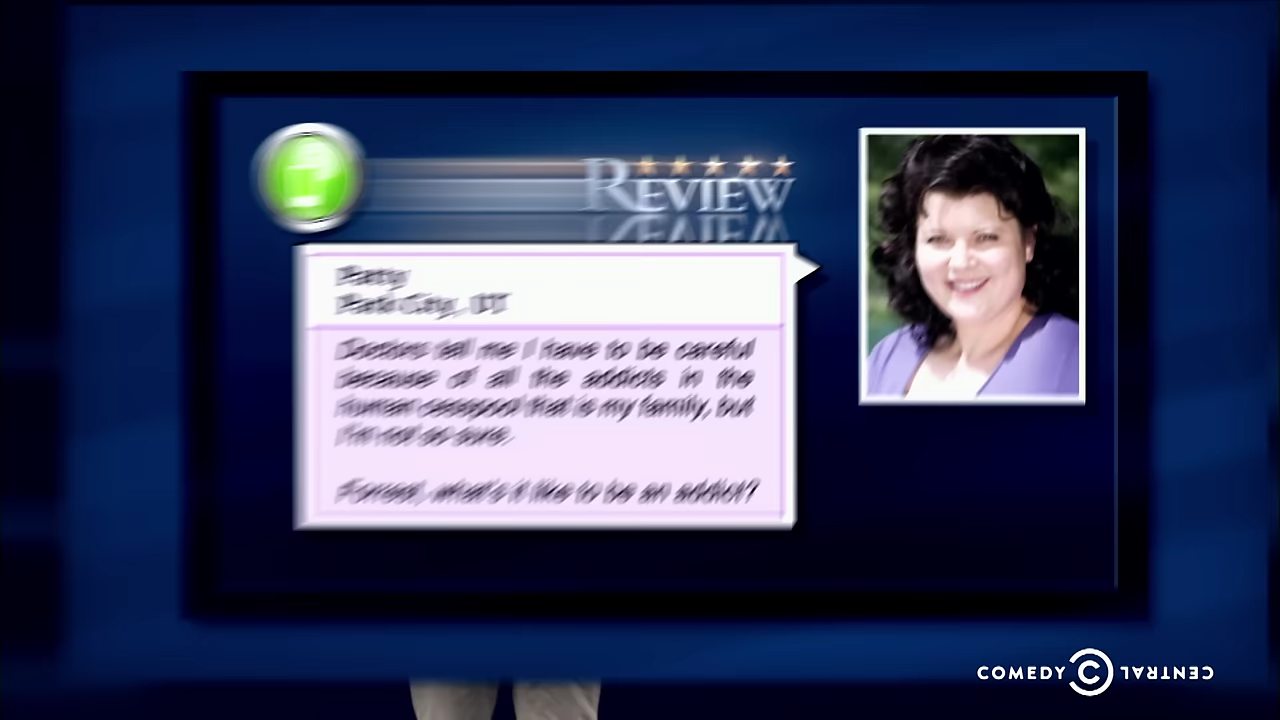 REVIEW
Patty
Park City, UT
Doctors tell me I have to be careful
because of all the addicts in the
human cesspool that is my family, but
I'm not so sure.
Forrest, what's it like to be an addict?
COMEDY CENTRAL